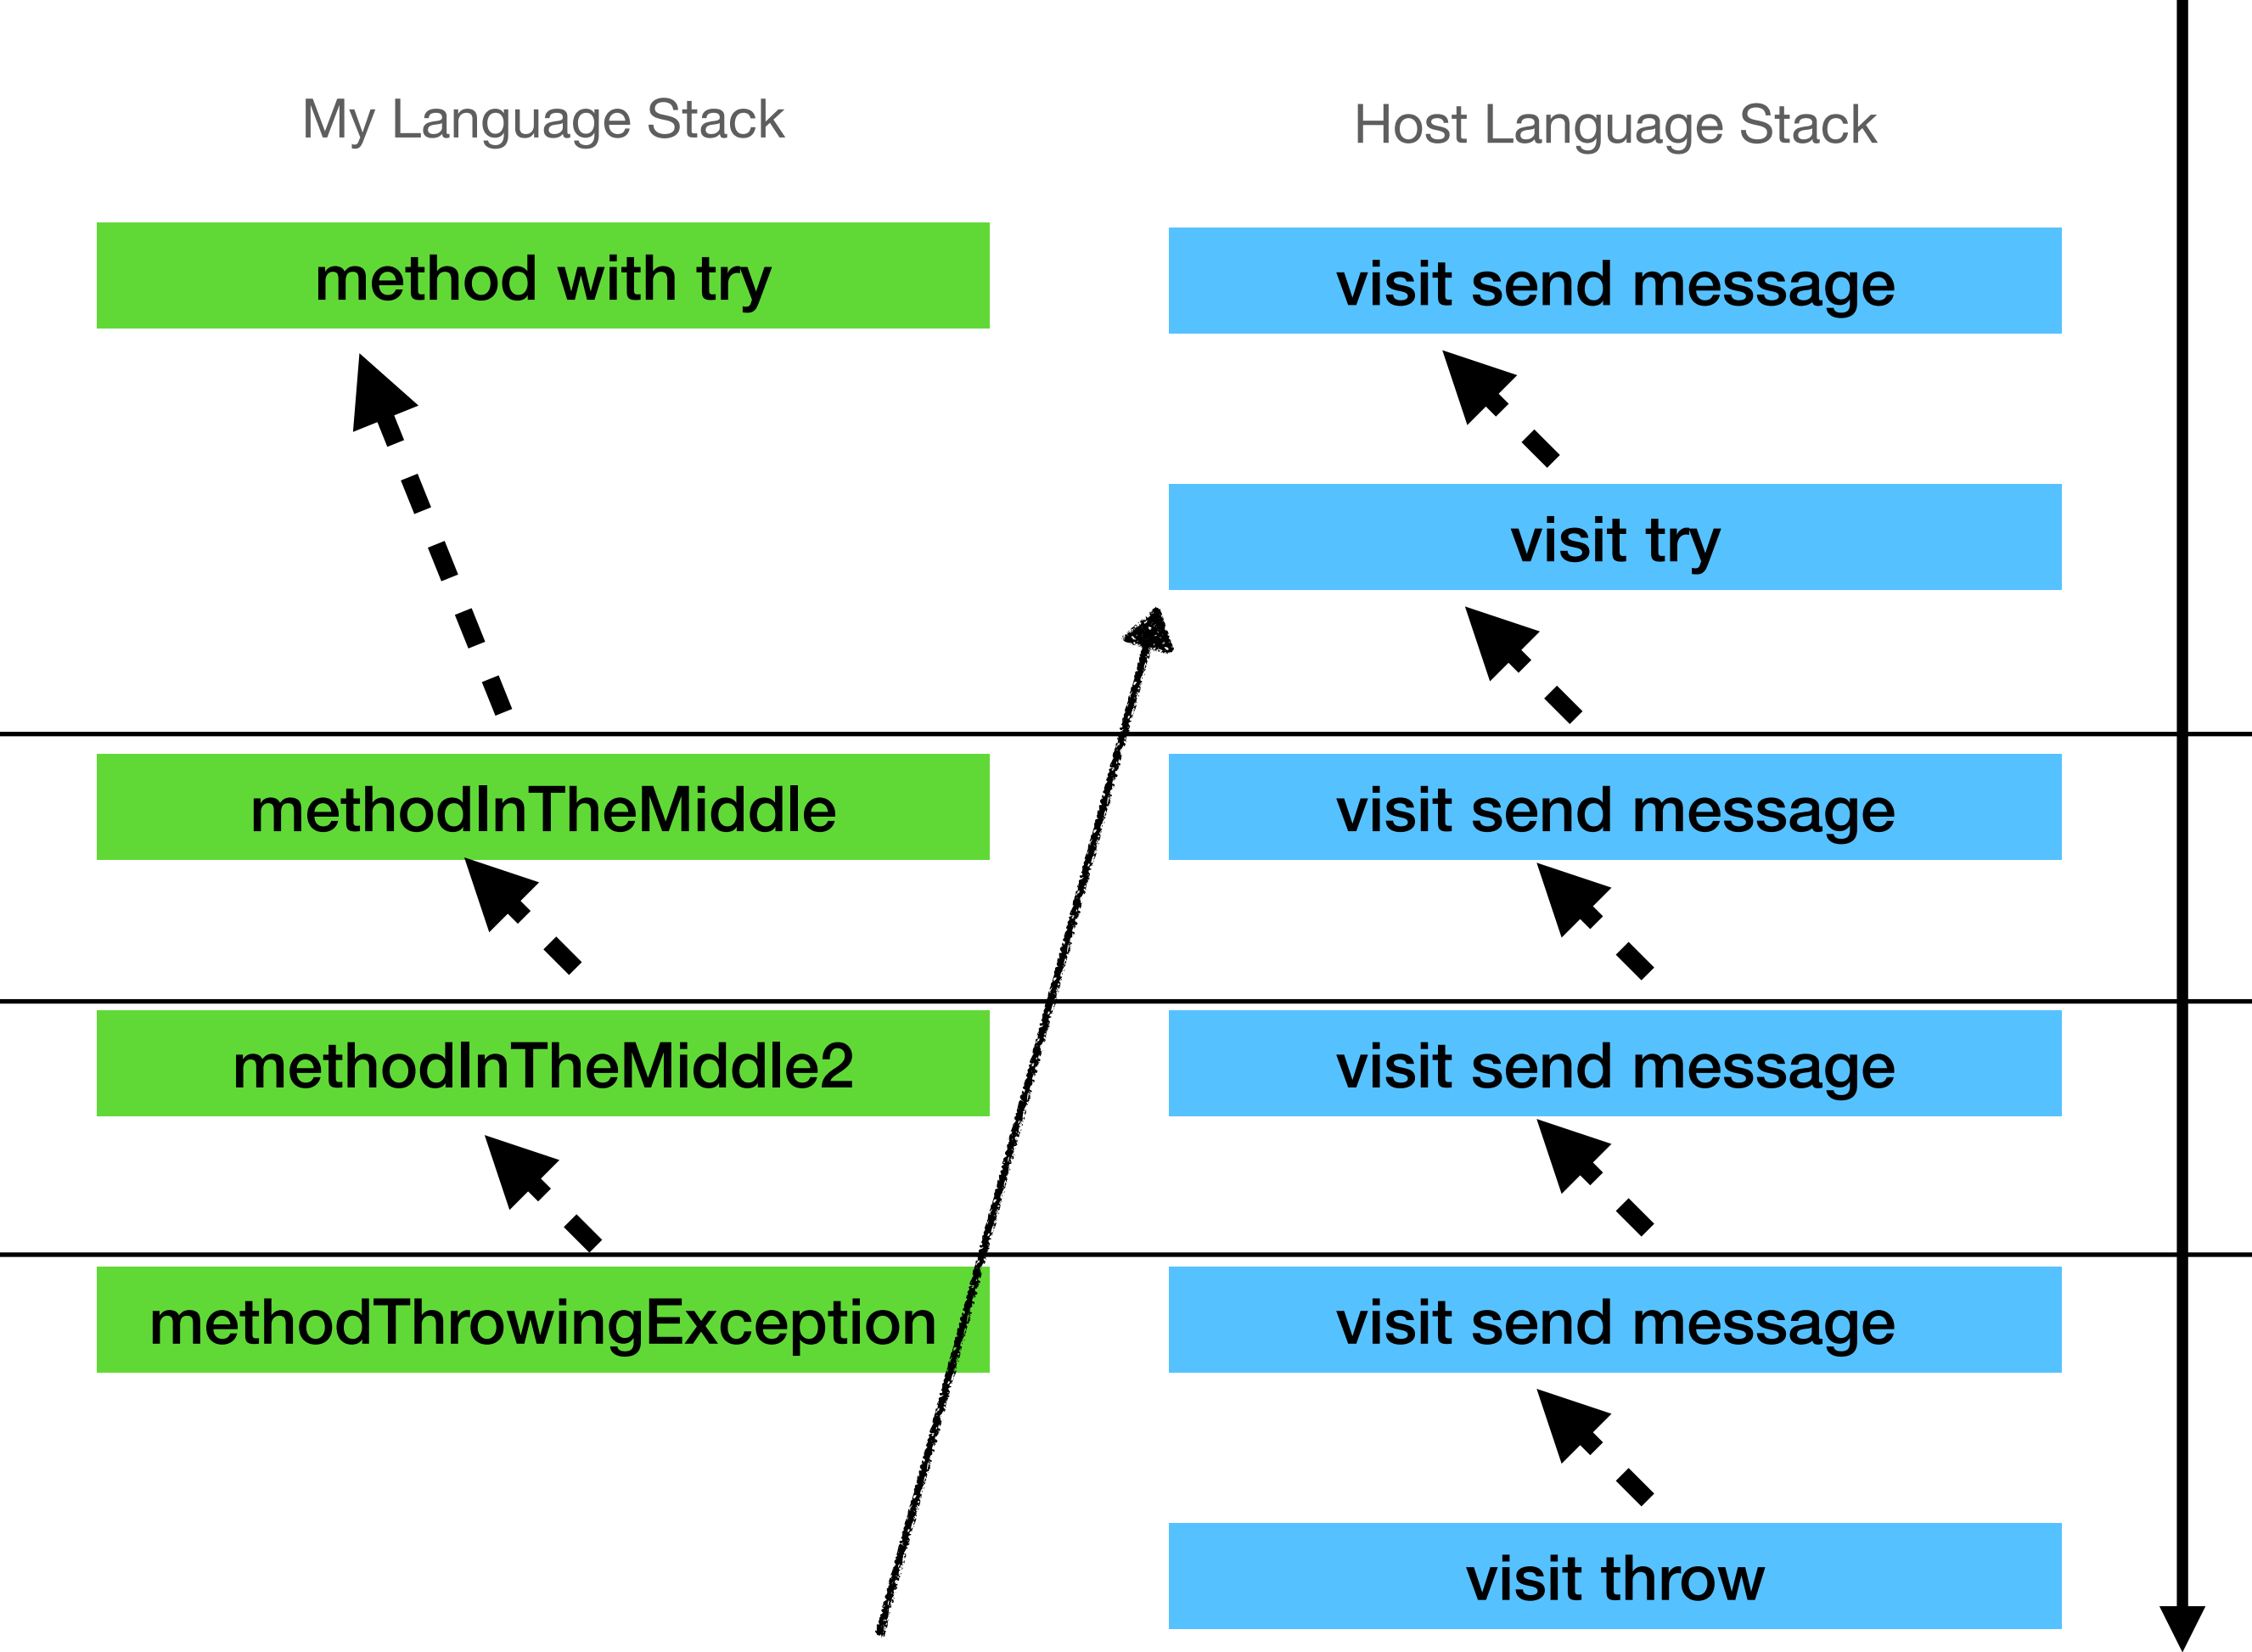 My Language Stack
Host Language Stack
method with try
visit send message
visit try
methodInTheMiddle
visit send message
methodInTheMiddle2
visit send message
methodThrowingException
visit send message
visit throw